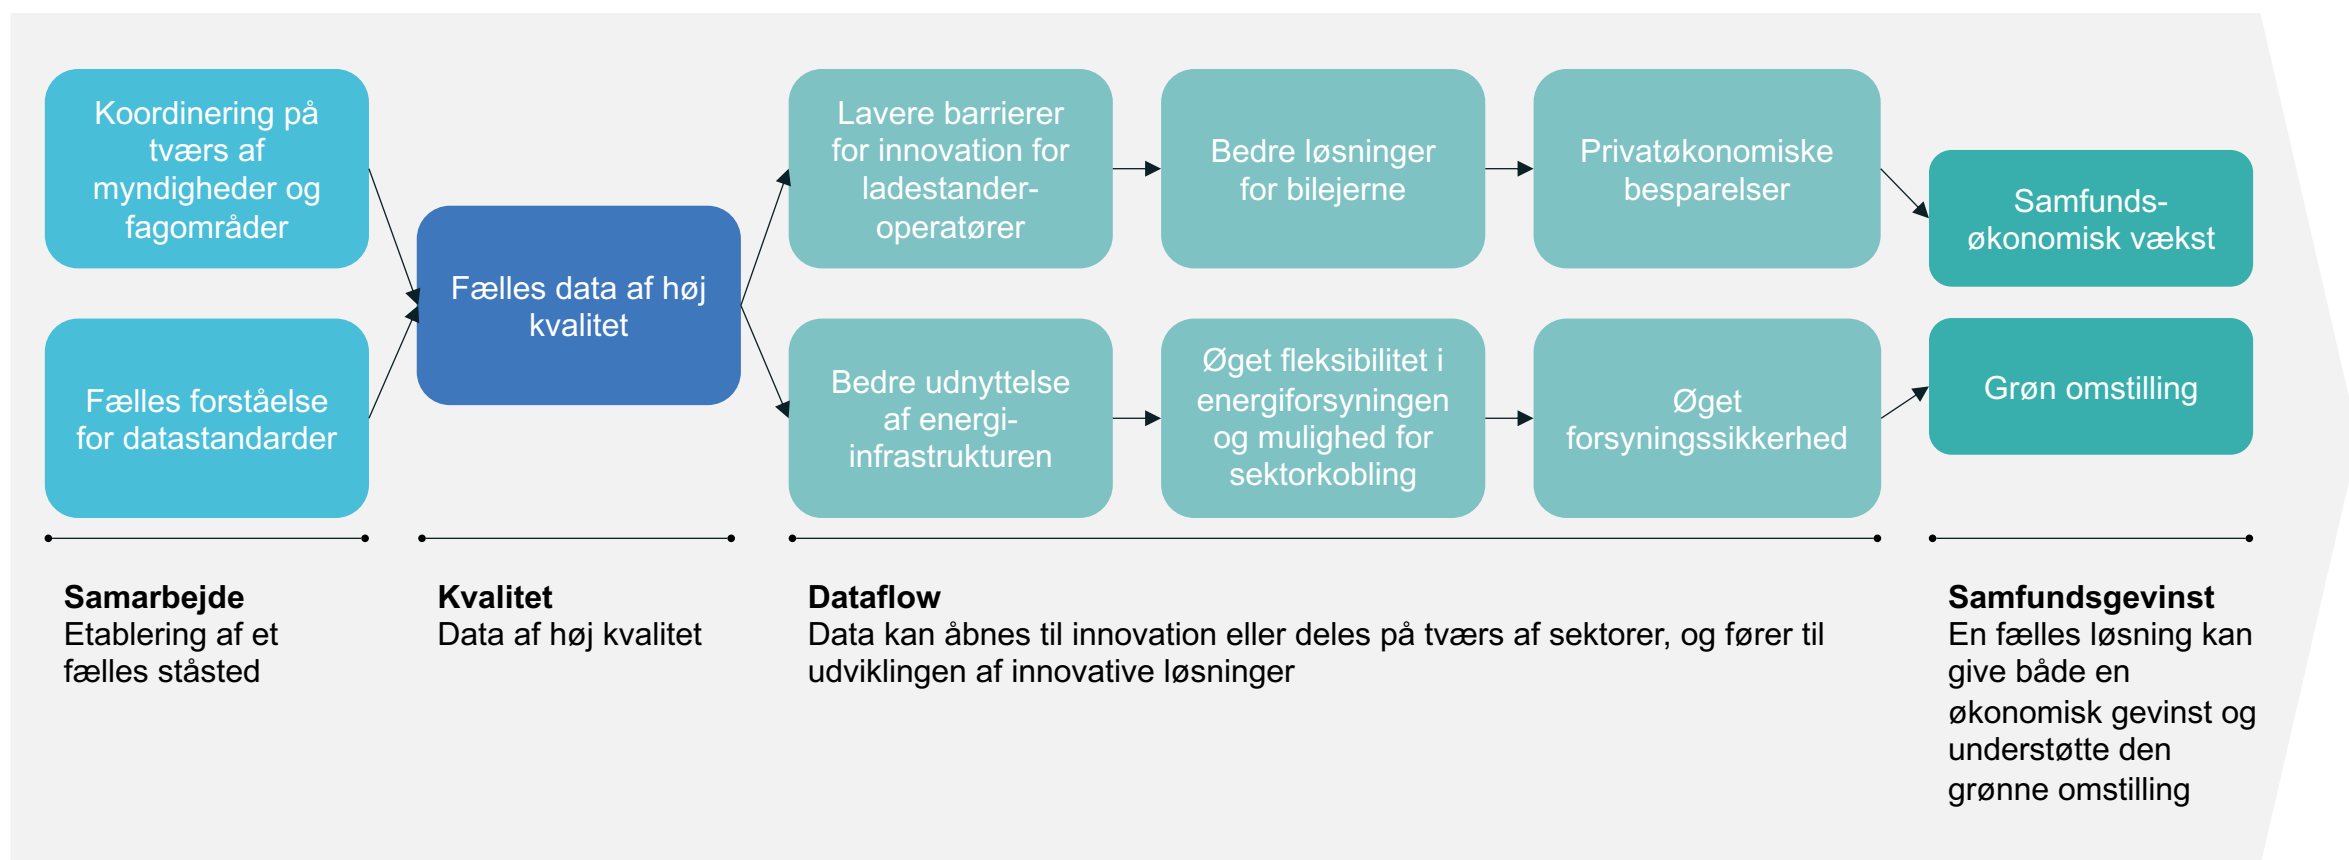 Koordinering på
tværs af
myndigheder og
fagområder
Fælles forståelse
for datastandarder
Fælles data af høj
kvalitet
Lavere barrierer
for innovation for
ladestander-
operatører
Bedre løsninger
for bilejerne
Privatøkonomiske
besparelser
Samfunds-
økonomisk vækst
Bedre udnyttelse
af energi-
infrastrukturen
Øget fleksibilitet i
energiforsyningen
og mulighed for
sektorkobling
Øget
forsyningssikkerhed
Grøn omstilling
Samarbejde
Etablering af et
fælles ståsted
Kvalitet
Data af høj kvalitet
Dataflow
Data kan åbnes til innovation eller deles på tværs af sektorer, og fører til
udviklingen af innovative løsninger
Samfundsgevinst
En fælles løsning kan
give både en
økonomisk gevinst og
understøtte den
grønne omstilling